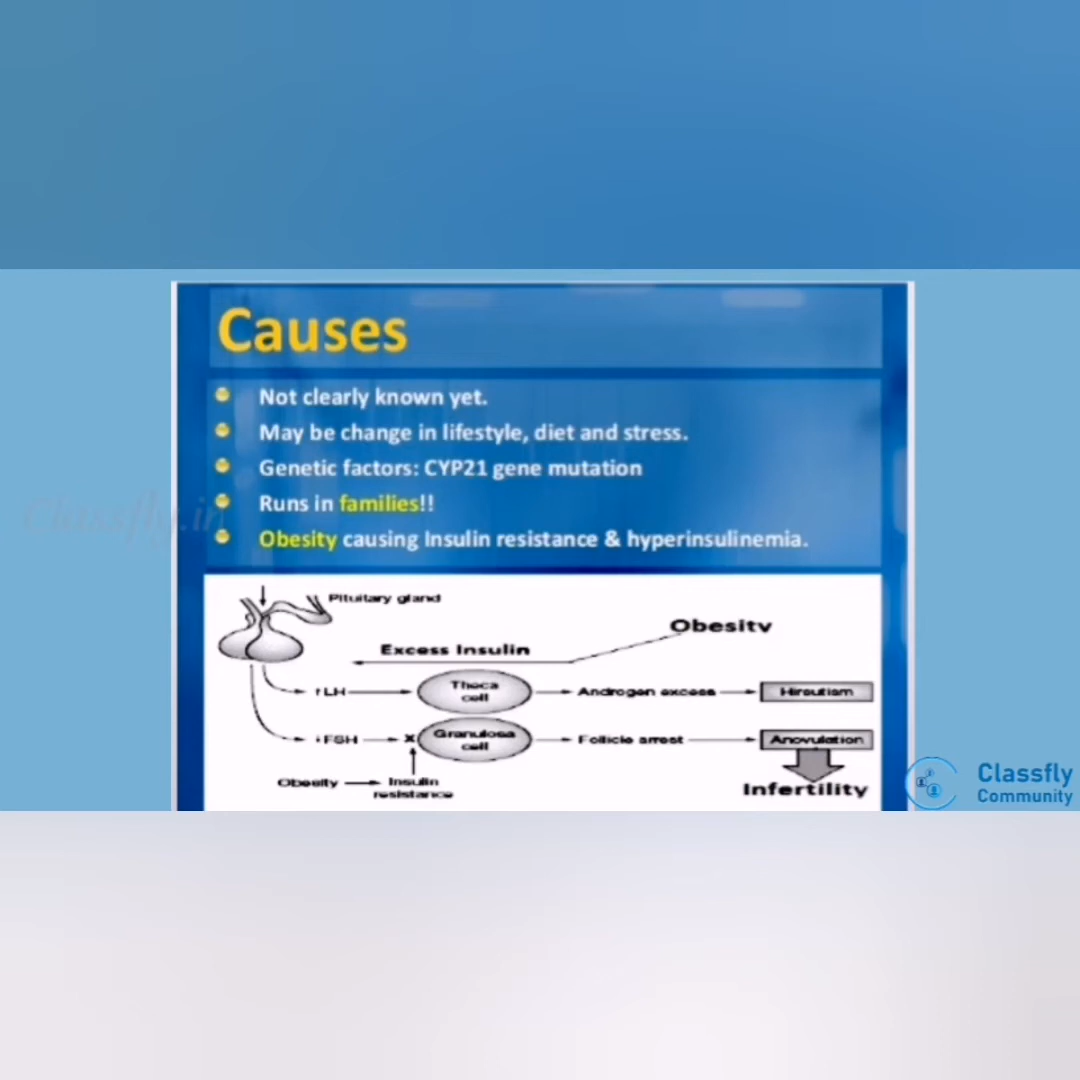 Causes
Not clearly known yet.
May be change in lifestyle, diet and stress.
Genetic factors: CYP21 gene mutation
Runs in families!!
Obesity causing Insulin resistance & hyperinsulinemia.
Classfly.in
Pituitary gland
Obesity
Excess Insulin
↑LH
Theca
cell
Androgen excess
Hirsutism
FSH
X
Granulosa
cell
Follicle arrest
Anovulation
Obesity
Insulin
resistance
Infertility
Classfly
Community